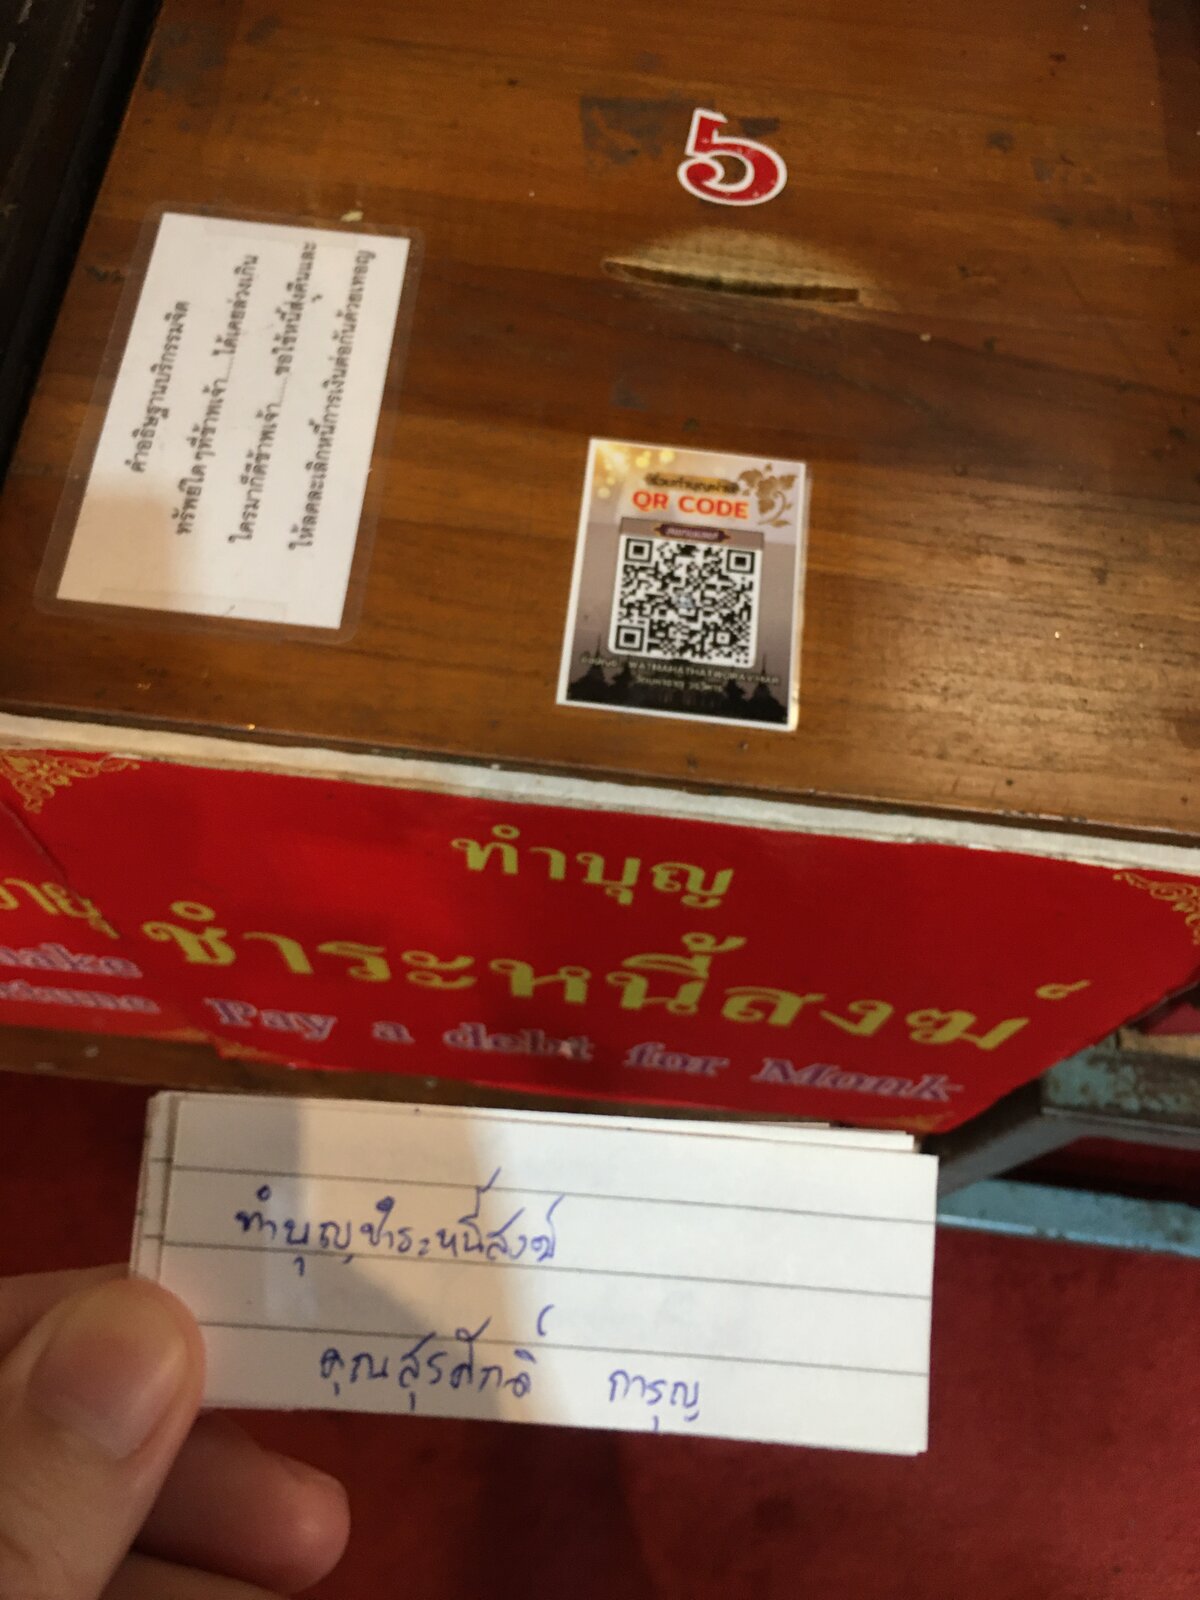 5
คำอธิษฐานบริกรรมจิต
ทรัพย์ใดๆที่ข้าพเจ้า....ได้เคยล่วงเกิน
ใครมาก็ดีข้าพเจ้า.....ขอใช้หนี้ส่งคืนและ
ให้ลดละเลิกหนี้การเงินต่อกันด้วยเทอญ
QR CODE
WATMAHATHATWORAVIHAR
ทำบุญ
ชำระหนี้สงฆ์
Pay a debt for Monk
อายุ
make
ทำบุญชำระหนี้สงฆ์
คุณสุรศักดิ์ การุญ